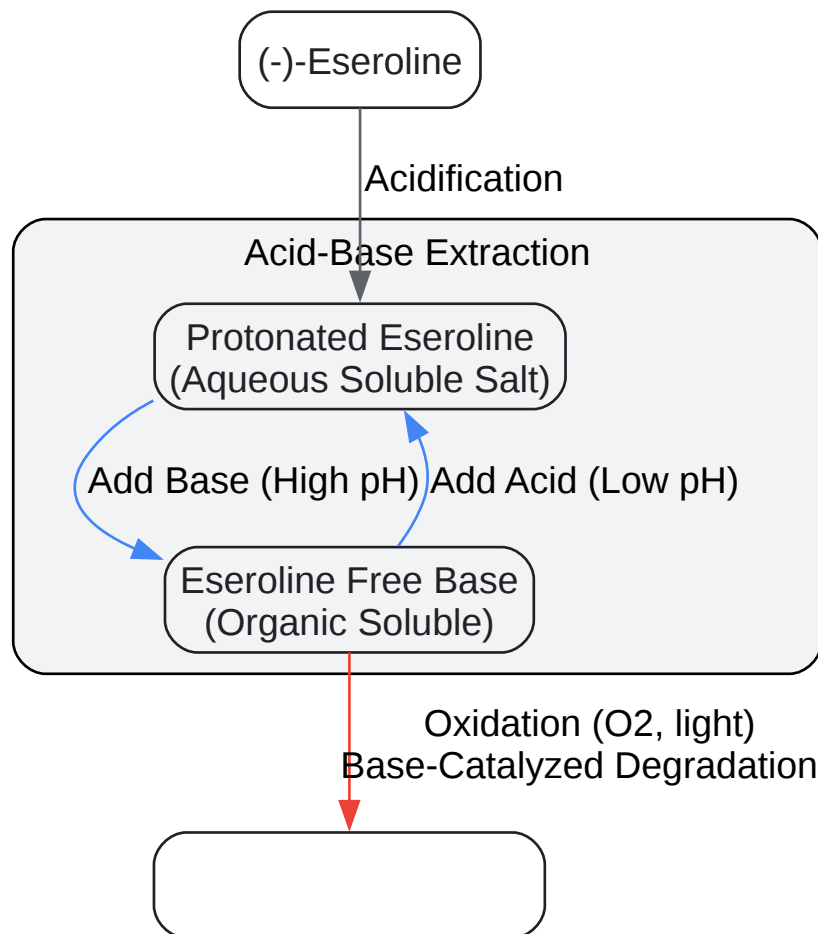 (-)-Eseroline
Acidification
Acid-Base Extraction
Protonated Eseroline
(Aqueous Soluble Salt)
Add Base (High pH)
Add Acid (Low pH)
Eseroline Free Base
(Organic Soluble)
Oxidation (O2, light)
Base-Catalyzed Degradation